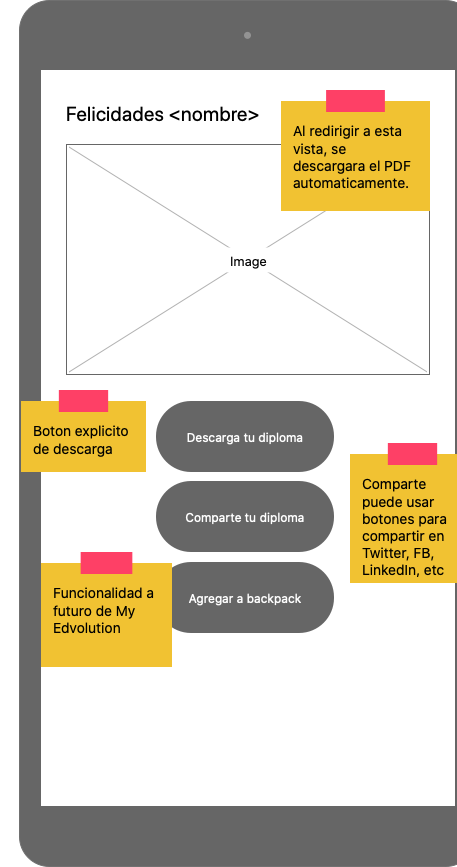 Felicidades <nombre>
Al redirigir a esta
vista, se
descargara el PDF
automaticamente.
Image
Boton explicito
de descarga
Descarga tu diploma
Comparte tu diploma
Comparte
puede usar
botones para
compartir en
Twitter, FB,
LinkedIn, etc
Funcionalidad a
futuro de My
Edvolution
Agregar a backpack